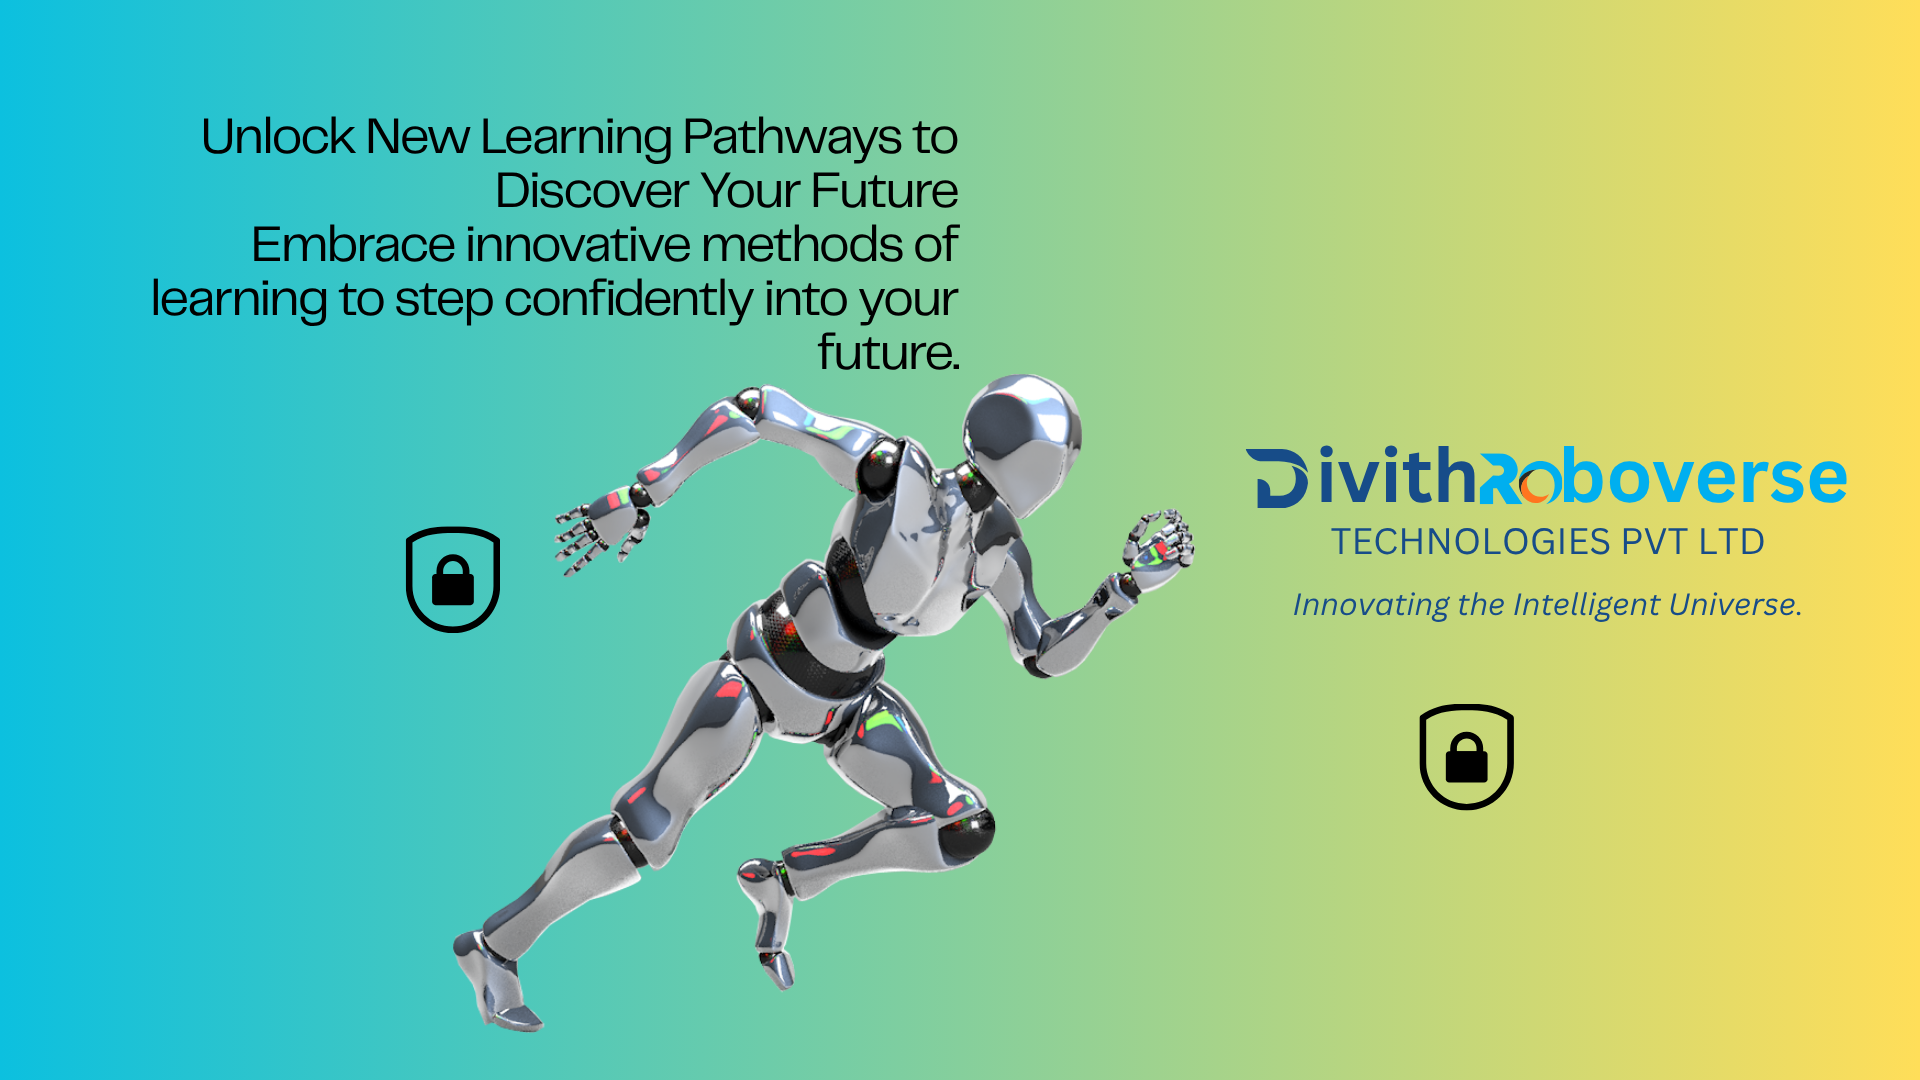 Unlock New Learning Pathways to
Discover Your Future
Embrace innovative methods of
learning to step confidently into your
future.
DivithRoboverse
TECHNOLOGIES PVT LTD
Innovating the Intelligent Universe.